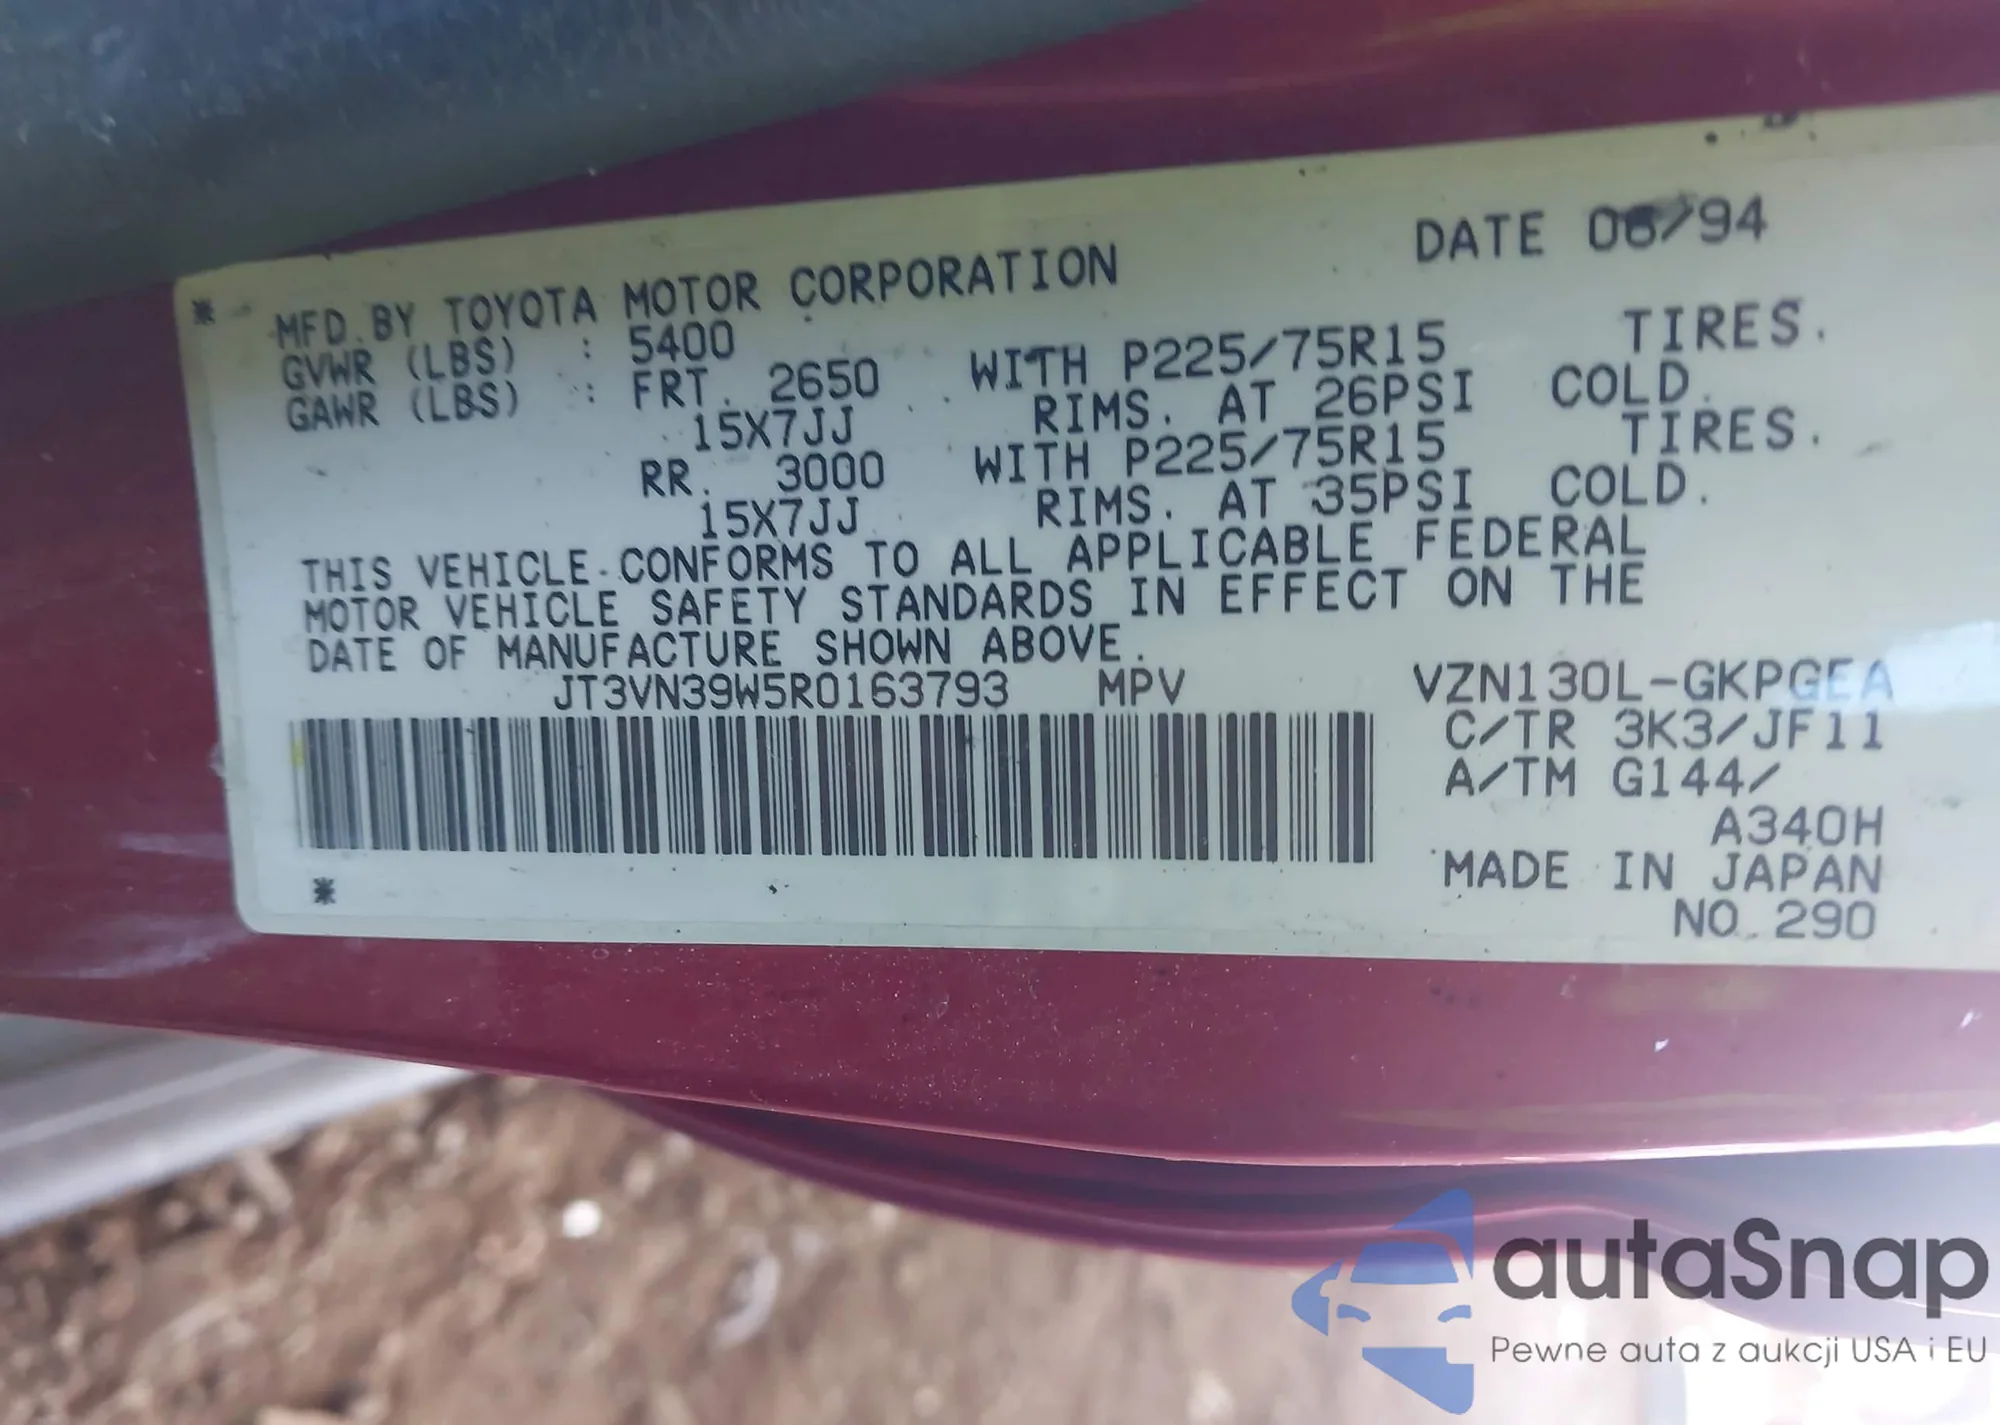 * MFD. BY TOYOTA MOTOR CORPORATION DATE 06/94
GVWR (LBS) : 5400
GAWR (LBS) : FRT. 2650 WITH P225/75R15 TIRES.
15X7JJ RIMS. AT 26PSI COLD.
RR. 3000 WITH P225/75R15 TIRES.
15X7JJ RIMS. AT 35PSI COLD.
THIS VEHICLE CONFORMS TO ALL APPLICABLE FEDERAL
MOTOR VEHICLE SAFETY STANDARDS IN EFFECT ON THE
DATE OF MANUFACTURE SHOWN ABOVE.
JT3VN39W5R0163793 MPV VZN130L-GKPGEA
C/TR 3K3/JF11
A/TM G144/
A340H
* MADE IN JAPAN
NO. 290
autaSnap
Pewne auta z aukcji USA i EU